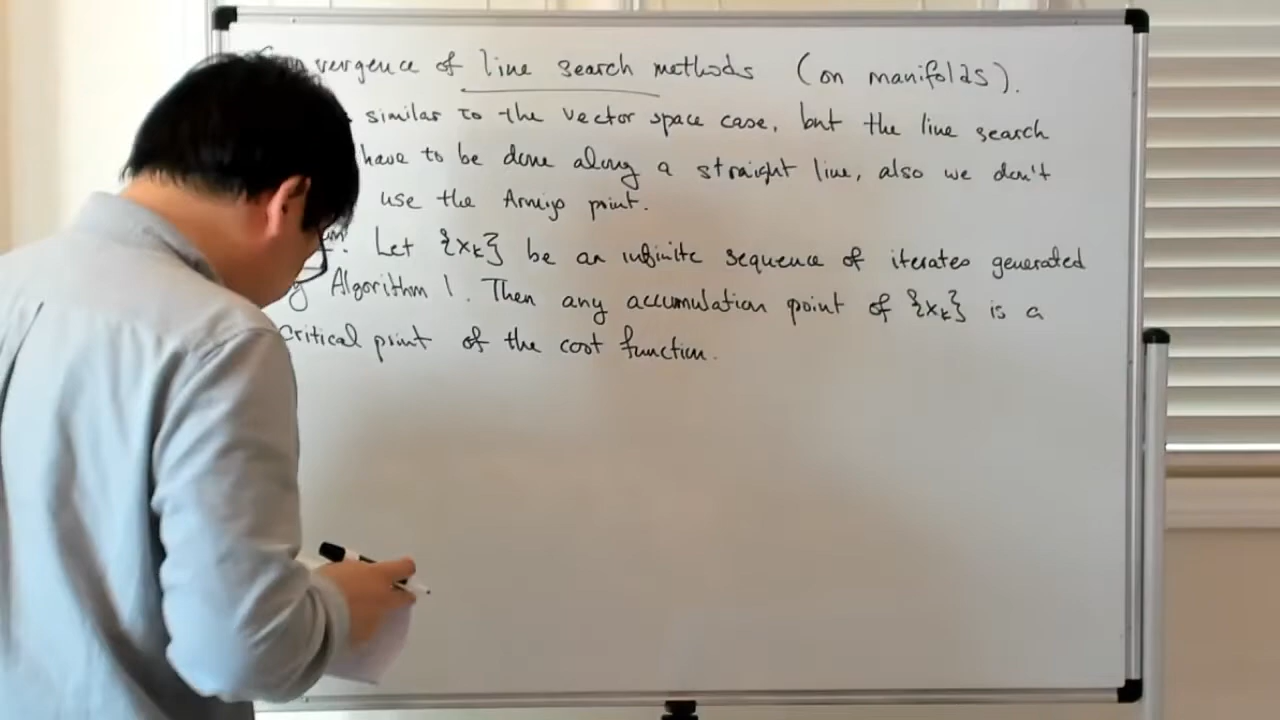 vergence of line search methods (on manifolds).
similar to the vector space case, but the line search
have to be done along a straight line, also we don't
use the Armijo point.
Let {x_k} be an infinite sequence of iterates generated
Algorithm 1. Then any accumulation point of {x_k} is a
critical point of the cost function.